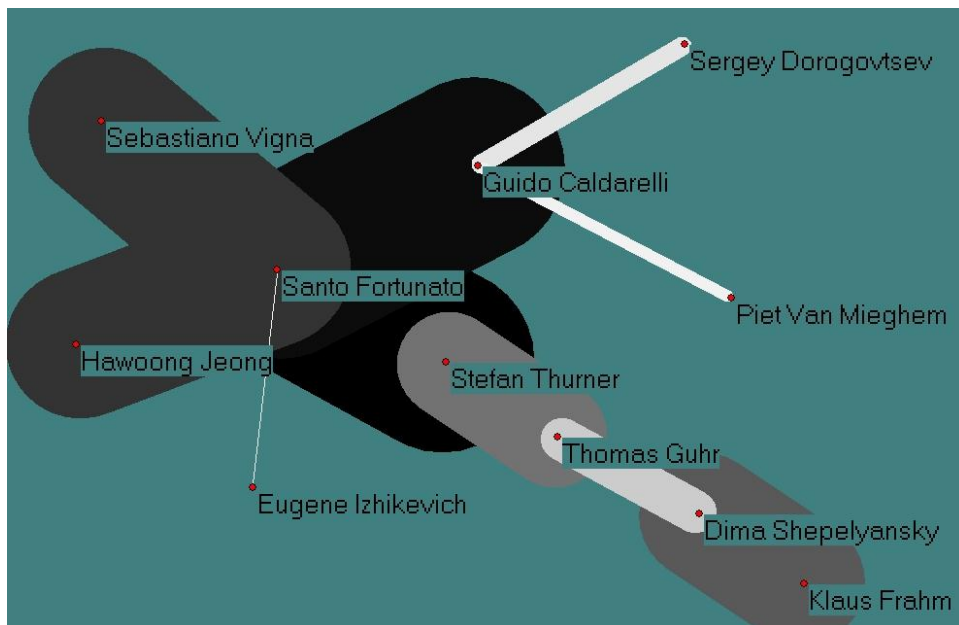 Sergey Dorogovtsev
Sebastiano Vigna
Guido Caldarelli
Santo Fortunato
Piet Van Mieghem
Hawoong Jeong
Stefan Thurner
Thomas Guhr
Eugene Izhikevich
Dima Shepelyansky
Klaus Frahm